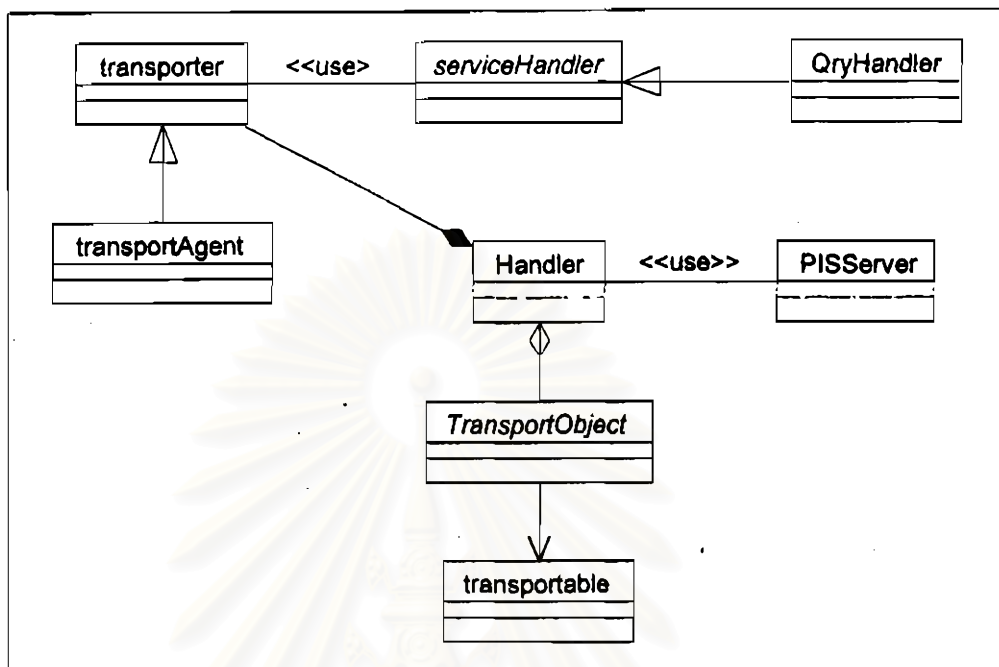 transporter
<<use>
serviceHandler
QryHandler
transportAgent
Handler
<<use>>
PISServer
TransportObject
transportable